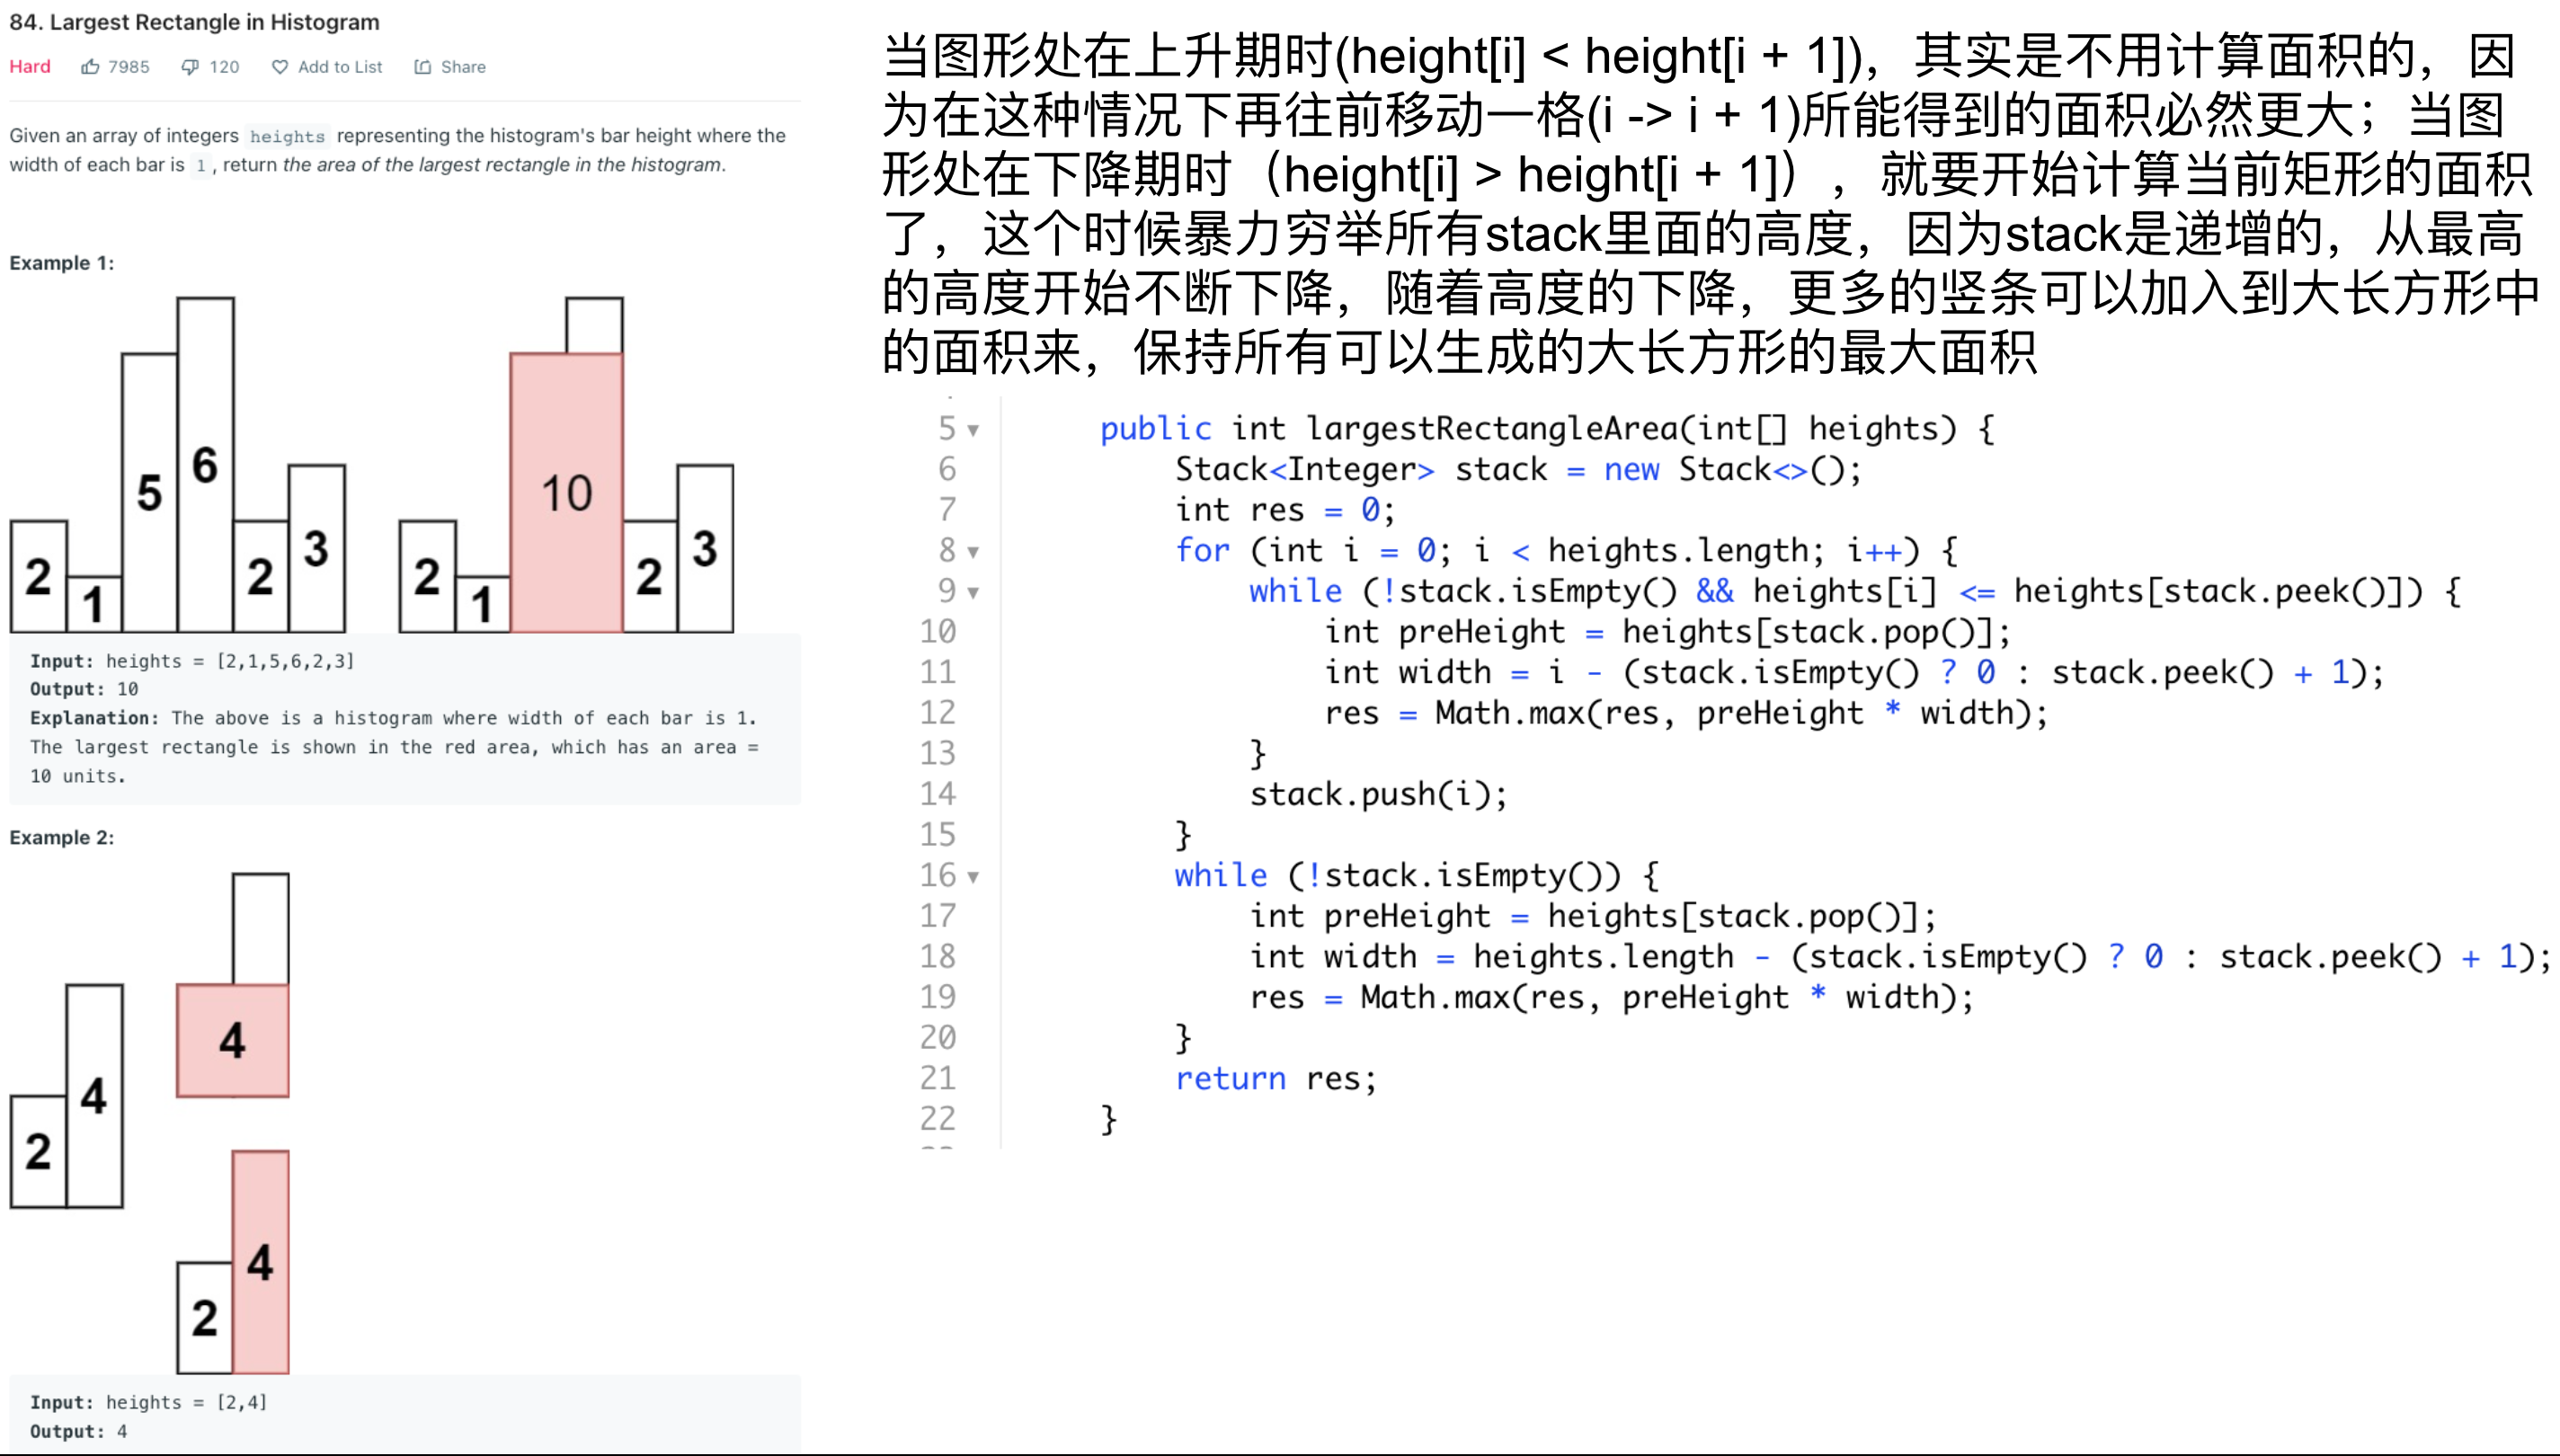 84. Largest Rectangle in Histogram
Hard 7985 120 Add to List Share
Given an array of integers heights representing the histogram's bar height where the
width of each bar is 1 , return the area of the largest rectangle in the histogram.
Example 1:
2 1 5 6 2 3
2 1 10 2 3
Input: heights = [2,1,5,6,2,3]
Output: 10
Explanation: The above is a histogram where width of each bar is 1.
The largest rectangle is shown in the red area, which has an area =
10 units.
Example 2:
2 4
4
2 4
Input: heights = [2,4]
Output: 4
当图形处在上升期时(height[i] < height[i + 1])，其实是不用计算面积的，因
为在这种情况下再往前移动一格(i -> i + 1)所能得到的面积必然更大；当图
形处在下降期时（height[i] > height[i + 1]），就要开始计算当前矩形的面积
了，这个时候暴力穷举所有stack里面的高度，因为stack是递增的，从最高
的高度开始不断下降，随着高度的下降，更多的竖条可以加入到大长方形中
的面积来，保持所有可以生成的大长方形的最大面积
5 public int largestRectangleArea(int[] heights) {
6 Stack<Integer> stack = new Stack<>();
7 int res = 0;
8 for (int i = 0; i < heights.length; i++) {
9 while (!stack.isEmpty() && heights[i] <= heights[stack.peek()]) {
10 int preHeight = heights[stack.pop()];
11 int width = i - (stack.isEmpty() ? 0 : stack.peek() + 1);
12 res = Math.max(res, preHeight * width);
13 }
14 stack.push(i);
15 }
16 while (!stack.isEmpty()) {
17 int preHeight = heights[stack.pop()];
18 int width = heights.length - (stack.isEmpty() ? 0 : stack.peek() + 1);
19 res = Math.max(res, preHeight * width);
20 }
21 return res;
22 }